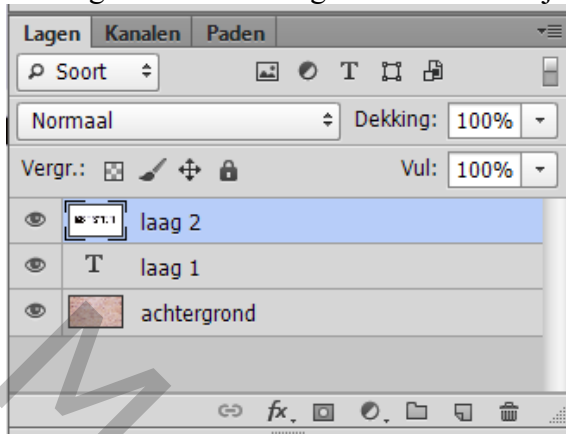 Lagen Kanalen Paden
Soort T
Normaal Dekking: 100%
Vergr.: Vul: 100%
laag 2
T laag 1
achtergrond
fx
M